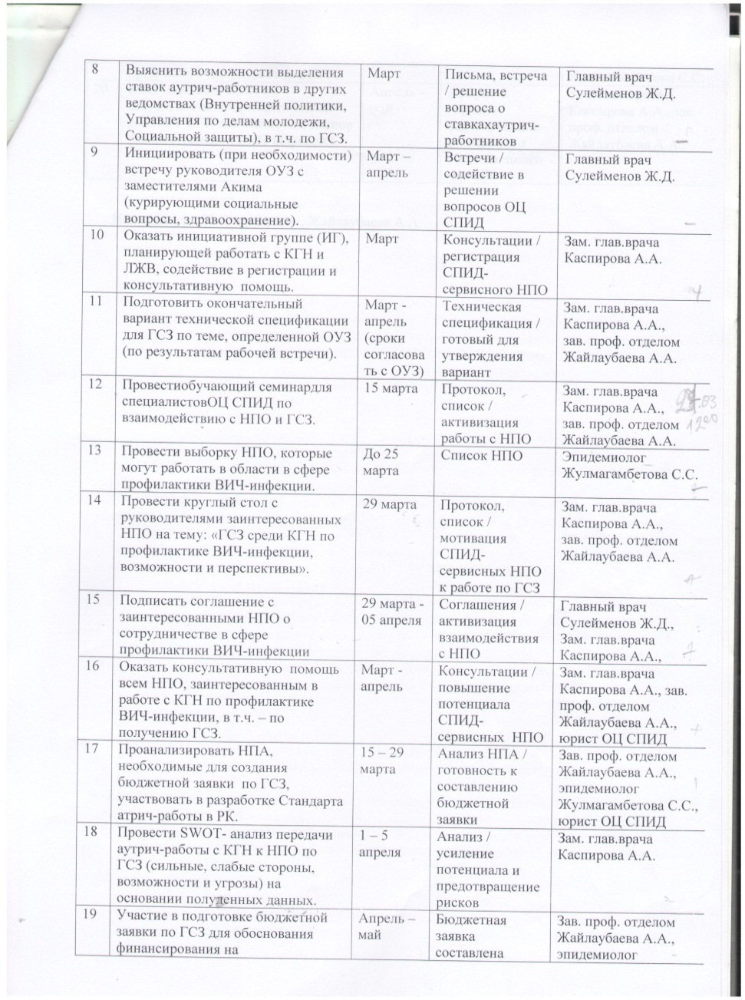 8
Выяснить возможности выделения
ставок аутрич-работников в других
ведомствах (Внутренней политики,
Управления по делам молодежи,
Социальной защиты), в т.ч. по ГСЗ.
Март
Письма, встреча
/ решение
вопроса о
ставкахаутрич-
работников
Главный врач
Сулейменов Ж.Д.
9
Инициировать (при необходимости)
встречу руководителя ОУЗ с
заместителями Акима
(курирующими социальные
вопросы, здравоохранение).
Март –
апрель
Встречи /
содействие в
решении
вопросов ОЦ
СПИД
Главный врач
Сулейменов Ж.Д.
10
Оказать инициативной группе (ИГ),
планирующей работать с КГН и
ЛЖВ, содействие в регистрации и
консультативную помощь.
Март
Консультации /
регистрация
СПИД-
сервисного НПО
Зам. глав.врача
Каспирова А.А.
11
Подготовить окончательный
вариант технической спецификации
для ГСЗ по теме, определенной ОУЗ
(по результатам рабочей встречи).
Март -
апрель
(сроки
согласова
ть с ОУЗ)
Техническая
спецификация /
готовый для
утверждения
вариант
Зам. глав.врача
Каспирова А.А.,
зав. проф. отделом
Жайлаубаева А.А.
12
Провестиобучающий семинардля
специалистовОЦ СПИД по
взаимодействию с НПО и ГСЗ.
15 марта
Протокол,
список /
активизация
работы с НПО
Зам. глав.врача
Каспирова А.А.,
зав. проф. отделом
Жайлаубаева А.А.
13
Провести выборку НПО, которые
могут работать в области в сфере
профилактики ВИЧ-инфекции.
До 25
марта
Список НПО
Эпидемиолог
Жулмагамбетова С.С.
14
Провести круглый стол с
руководителями заинтересованных
НПО на тему: «ГСЗ среди КГН по
профилактике ВИЧ-инфекции,
возможности и перспективы».
29 марта
Протокол,
список /
мотивация
СПИД-
сервисных НПО
к работе по ГСЗ
Зам. глав.врача
Каспирова А.А.,
зав. проф. отделом
Жайлаубаева А.А.
15
Подписать соглашение с
заинтересованными НПО о
сотрудничестве в сфере
профилактики ВИЧ-инфекции
29 марта -
05 апреля
Соглашения /
активизация
взаимодействия
с НПО
Главный врач
Сулейменов Ж.Д.,
Зам. глав.врача
Каспирова А.А.,
16
Оказать консультативную помощь
всем НПО, заинтересованным в
работе с КГН по профилактике
ВИЧ-инфекции, в т.ч. – по
получению ГСЗ.
Март -
апрель
Консультации /
повышение
потенциала
СПИД-
сервисных НПО
Зам. глав.врача
Каспирова А.А., зав.
проф. отделом
Жайлаубаева А.А.,
юрист ОЦ СПИД
17
Проанализировать НПА,
необходимые для создания
бюджетной заявки по ГСЗ,
участвовать в разработке Стандарта
атрич-работы в РК.
15 – 29
марта
Анализ НПА /
готовность к
составлению
бюджетной
заявки
Зав. проф. отделом
Жайлаубаева А.А.,
эпидемиолог
Жулмагамбетова С.С.,
юрист ОЦ СПИД
18
Провести SWOT- анализ передачи
аутрич-работы с КГН к НПО по
ГСЗ (сильные, слабые стороны,
возможности и угрозы) на
основании полученных данных.
1 – 5
апреля
Анализ /
усиление
потенциала и
предотвращение
рисков
Зам. глав.врача
Каспирова А.А.
19
Участие в подготовке бюджетной
заявки по ГСЗ для обоснования
финансирования на
Апрель –
май
Бюджетная
заявка
составлена
Зав. проф. отделом
Жайлаубаева А.А.,
эпидемиолог